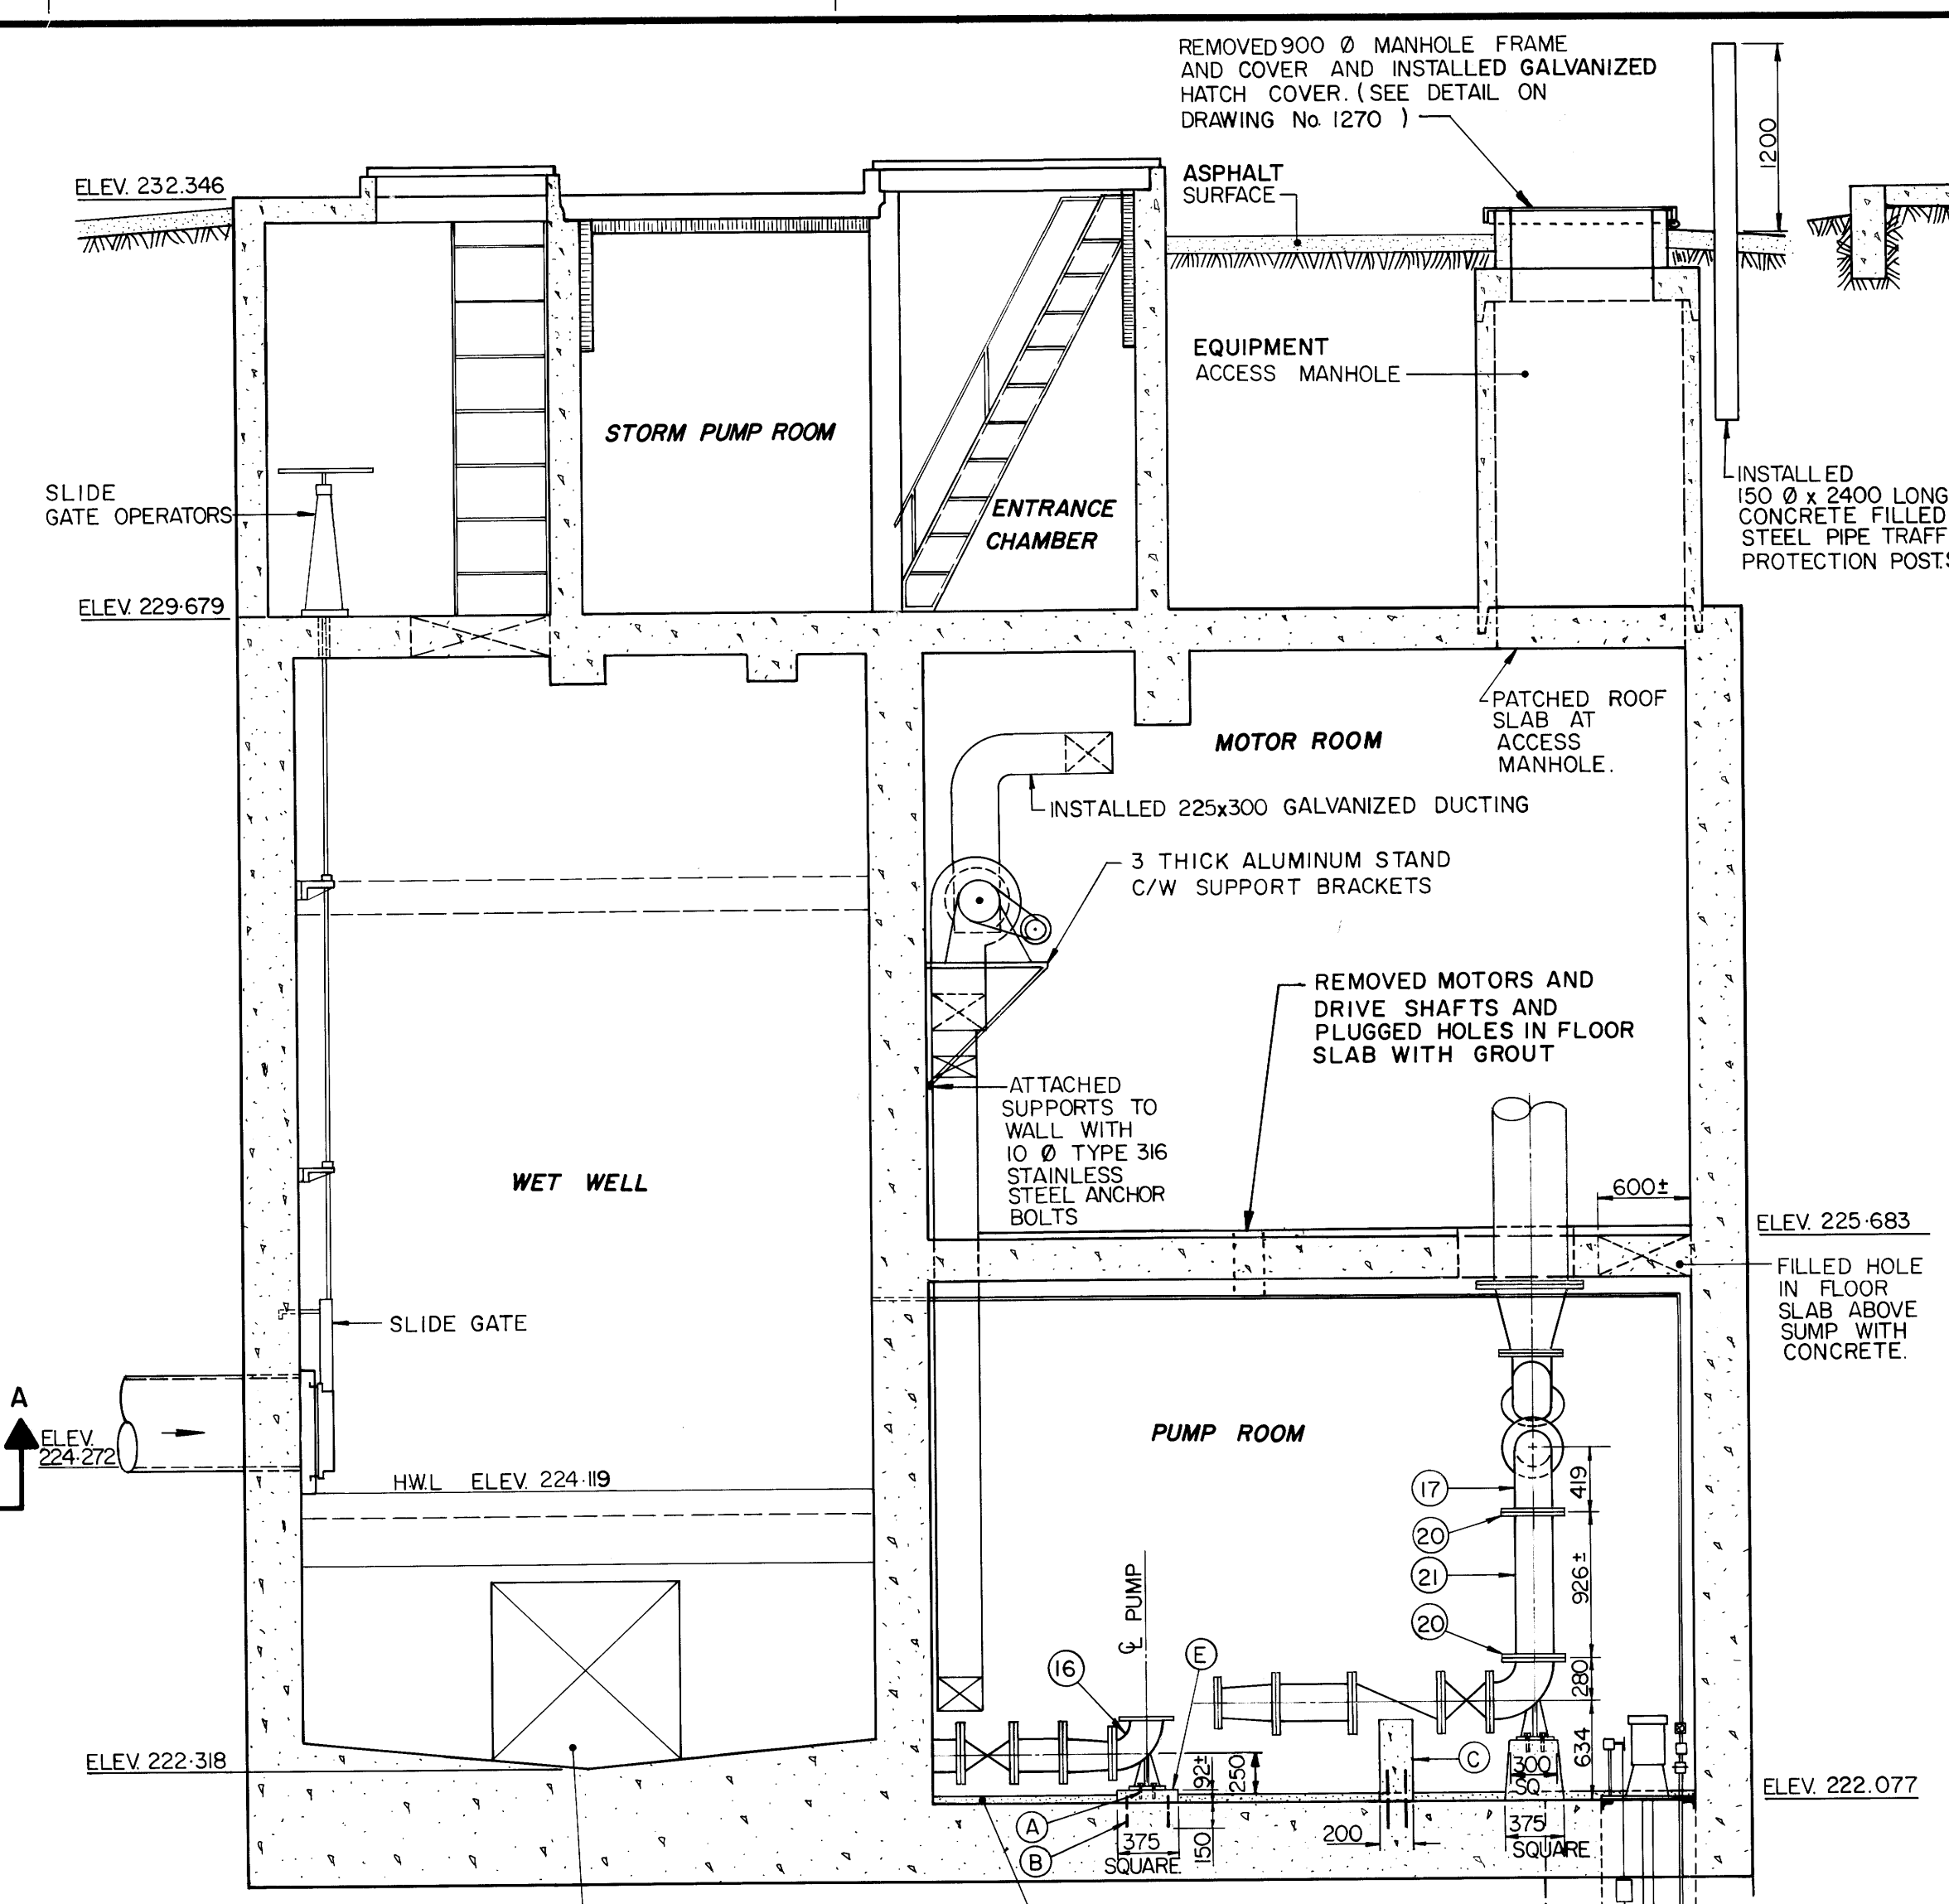 REMOVED 900 Ø MANHOLE FRAME
AND COVER AND INSTALLED GALVANIZED
HATCH COVER. (SEE DETAIL ON
DRAWING No. 1270 )
1200
ELEV. 232.346
ASPHALT
SURFACE
EQUIPMENT
ACCESS MANHOLE
STORM PUMP ROOM
ENTRANCE
CHAMBER
SLIDE
GATE OPERATORS
INSTALLED
150 Ø x 2400 LONG
CONCRETE FILLED
STEEL PIPE TRAFF
PROTECTION POSTS
ELEV. 229.679
PATCHED ROOF
SLAB AT
ACCESS
MANHOLE.
MOTOR ROOM
INSTALLED 225x300 GALVANIZED DUCTING
3 THICK ALUMINUM STAND
C/W SUPPORT BRACKETS
REMOVED MOTORS AND
DRIVE SHAFTS AND
PLUGGED HOLES IN FLOOR
SLAB WITH GROUT
ATTACHED
SUPPORTS TO
WALL WITH
10 Ø TYPE 316
STAINLESS
STEEL ANCHOR
BOLTS
WET WELL
600±
ELEV. 225.683
FILLED HOLE
IN FLOOR
SLAB ABOVE
SUMP WITH
CONCRETE.
SLIDE GATE
A
ELEV.
224.272
PUMP ROOM
H.W.L ELEV. 224.119
17
419
20
21
926±
20
℄ PUMP
16
E
280
634
C
300
SQ.
92±
250
ELEV. 222.318
ELEV. 222.077
A
B
375
SQUARE
150
200
375
SQUARE